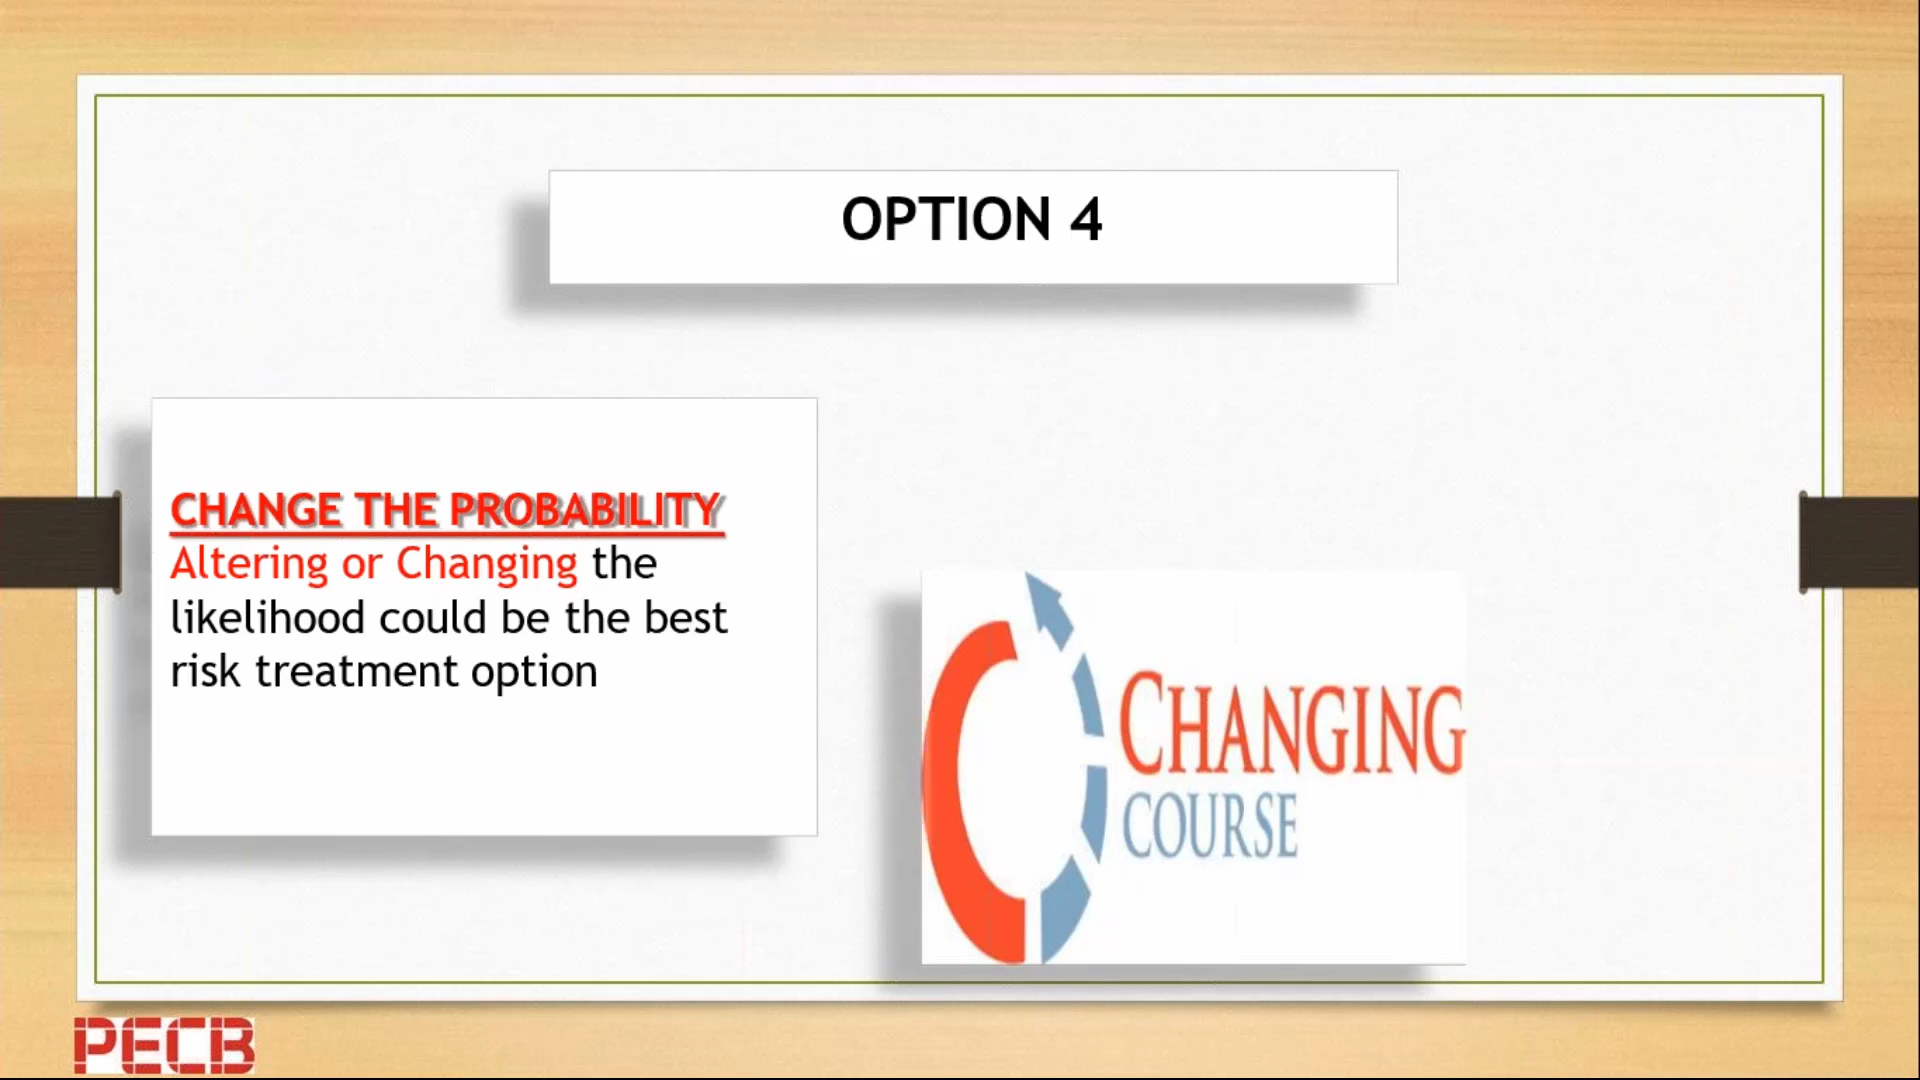 OPTION 4
CHANGE THE PROBABILITY
Altering or Changing the
likelihood could be the best
risk treatment option
CHANGING
COURSE
PECB